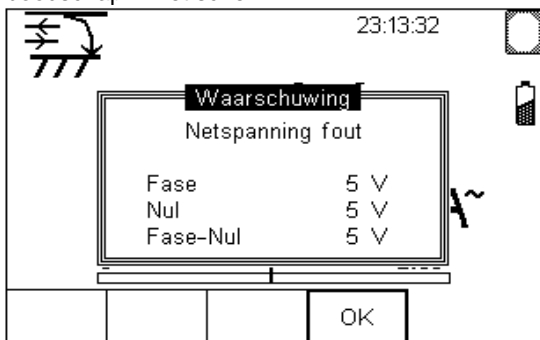 23:13:32
Waarschuwing
Netspanning fout
Fase 5 V
Nul 5 V
Fase-Nul 5 V
A~
OK